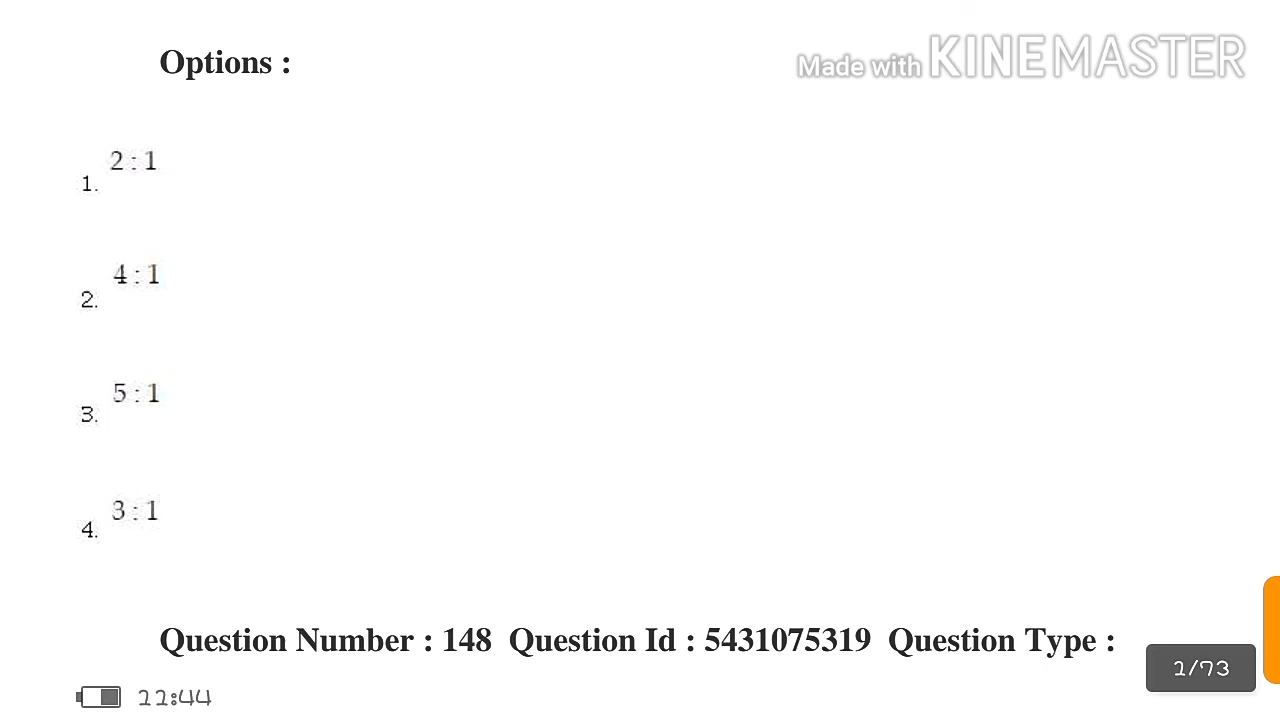 Options :
Made with KINEMASTER
2 : 1
1.
4 : 1
2.
5 : 1
3.
3 : 1
4.
Question Number : 148 Question Id : 5431075319 Question Type :
1/73
22:44